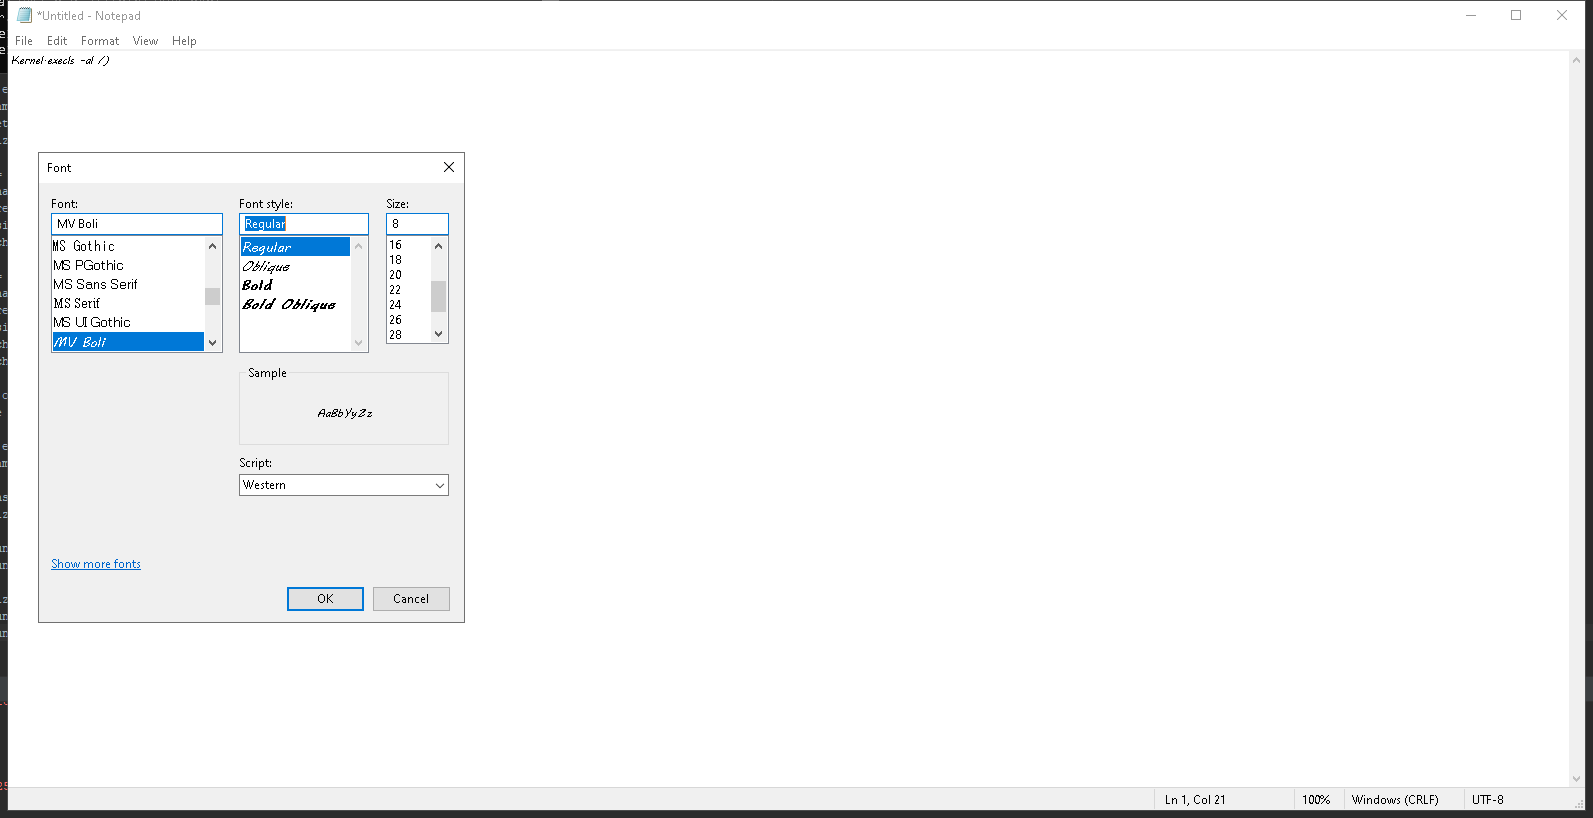 *Untitled - Notepad
File Edit Format View Help
Kernel.execls -al /)
Font
Font: Font style: Size:
MV Boli Regular 8
MS Gothic
MS PGothic
MS Sans Serif
MS Serif
MS UI Gothic
MV Boli
Regular
Oblique
Bold
Bold Oblique
16
18
20
22
24
26
28
Sample
AaBbYyZz
Script:
Western
Show more fonts
OK Cancel
Ln 1, Col 21 100% Windows (CRLF) UTF-8